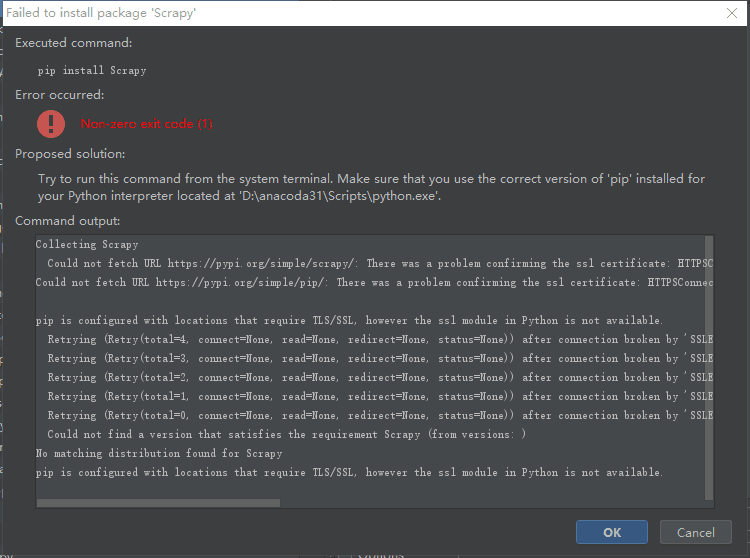 Failed to install package 'Scrapy'
Executed command:
pip install Scrapy
Error occurred:
Non-zero exit code (1)
Proposed solution:
Try to run this command from the system terminal. Make sure that you use the correct version of 'pip' installed for
your Python interpreter located at 'D:\anacoda31\Scripts\python.exe'.
Command output:
Collecting Scrapy
Could not fetch URL https://pypi.org/simple/scrapy/: There was a problem confirming the ssl certificate: HTTPSC
Could not fetch URL https://pypi.org/simple/pip/: There was a problem confirming the ssl certificate: HTTPSConnec
pip is configured with locations that require TLS/SSL, however the ssl module in Python is not available.
Retrying (Retry(total=4, connect=None, read=None, redirect=None, status=None)) after connection broken by 'SSLE
Retrying (Retry(total=3, connect=None, read=None, redirect=None, status=None)) after connection broken by 'SSLE
Retrying (Retry(total=2, connect=None, read=None, redirect=None, status=None)) after connection broken by 'SSLE
Retrying (Retry(total=1, connect=None, read=None, redirect=None, status=None)) after connection broken by 'SSLE
Retrying (Retry(total=0, connect=None, read=None, redirect=None, status=None)) after connection broken by 'SSLE
Could not find a version that satisfies the requirement Scrapy (from versions: )
No matching distribution found for Scrapy
pip is configured with locations that require TLS/SSL, however the ssl module in Python is not available.
OK
Cancel